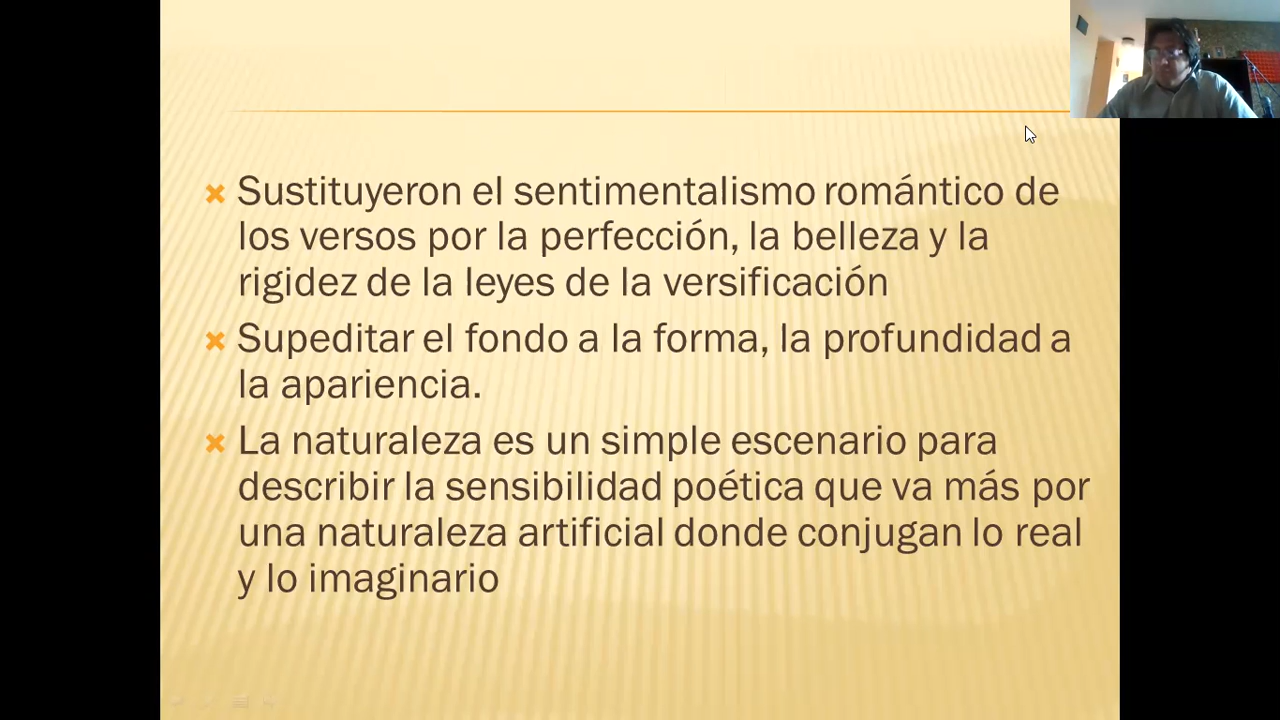 Sustituyeron el sentimentalismo romántico de
los versos por la perfección, la belleza y la
rigidez de la leyes de la versificación
Supeditar el fondo a la forma, la profundidad a
la apariencia.
La naturaleza es un simple escenario para
describir la sensibilidad poética que va más por
una naturaleza artificial donde conjugan lo real
y lo imaginario